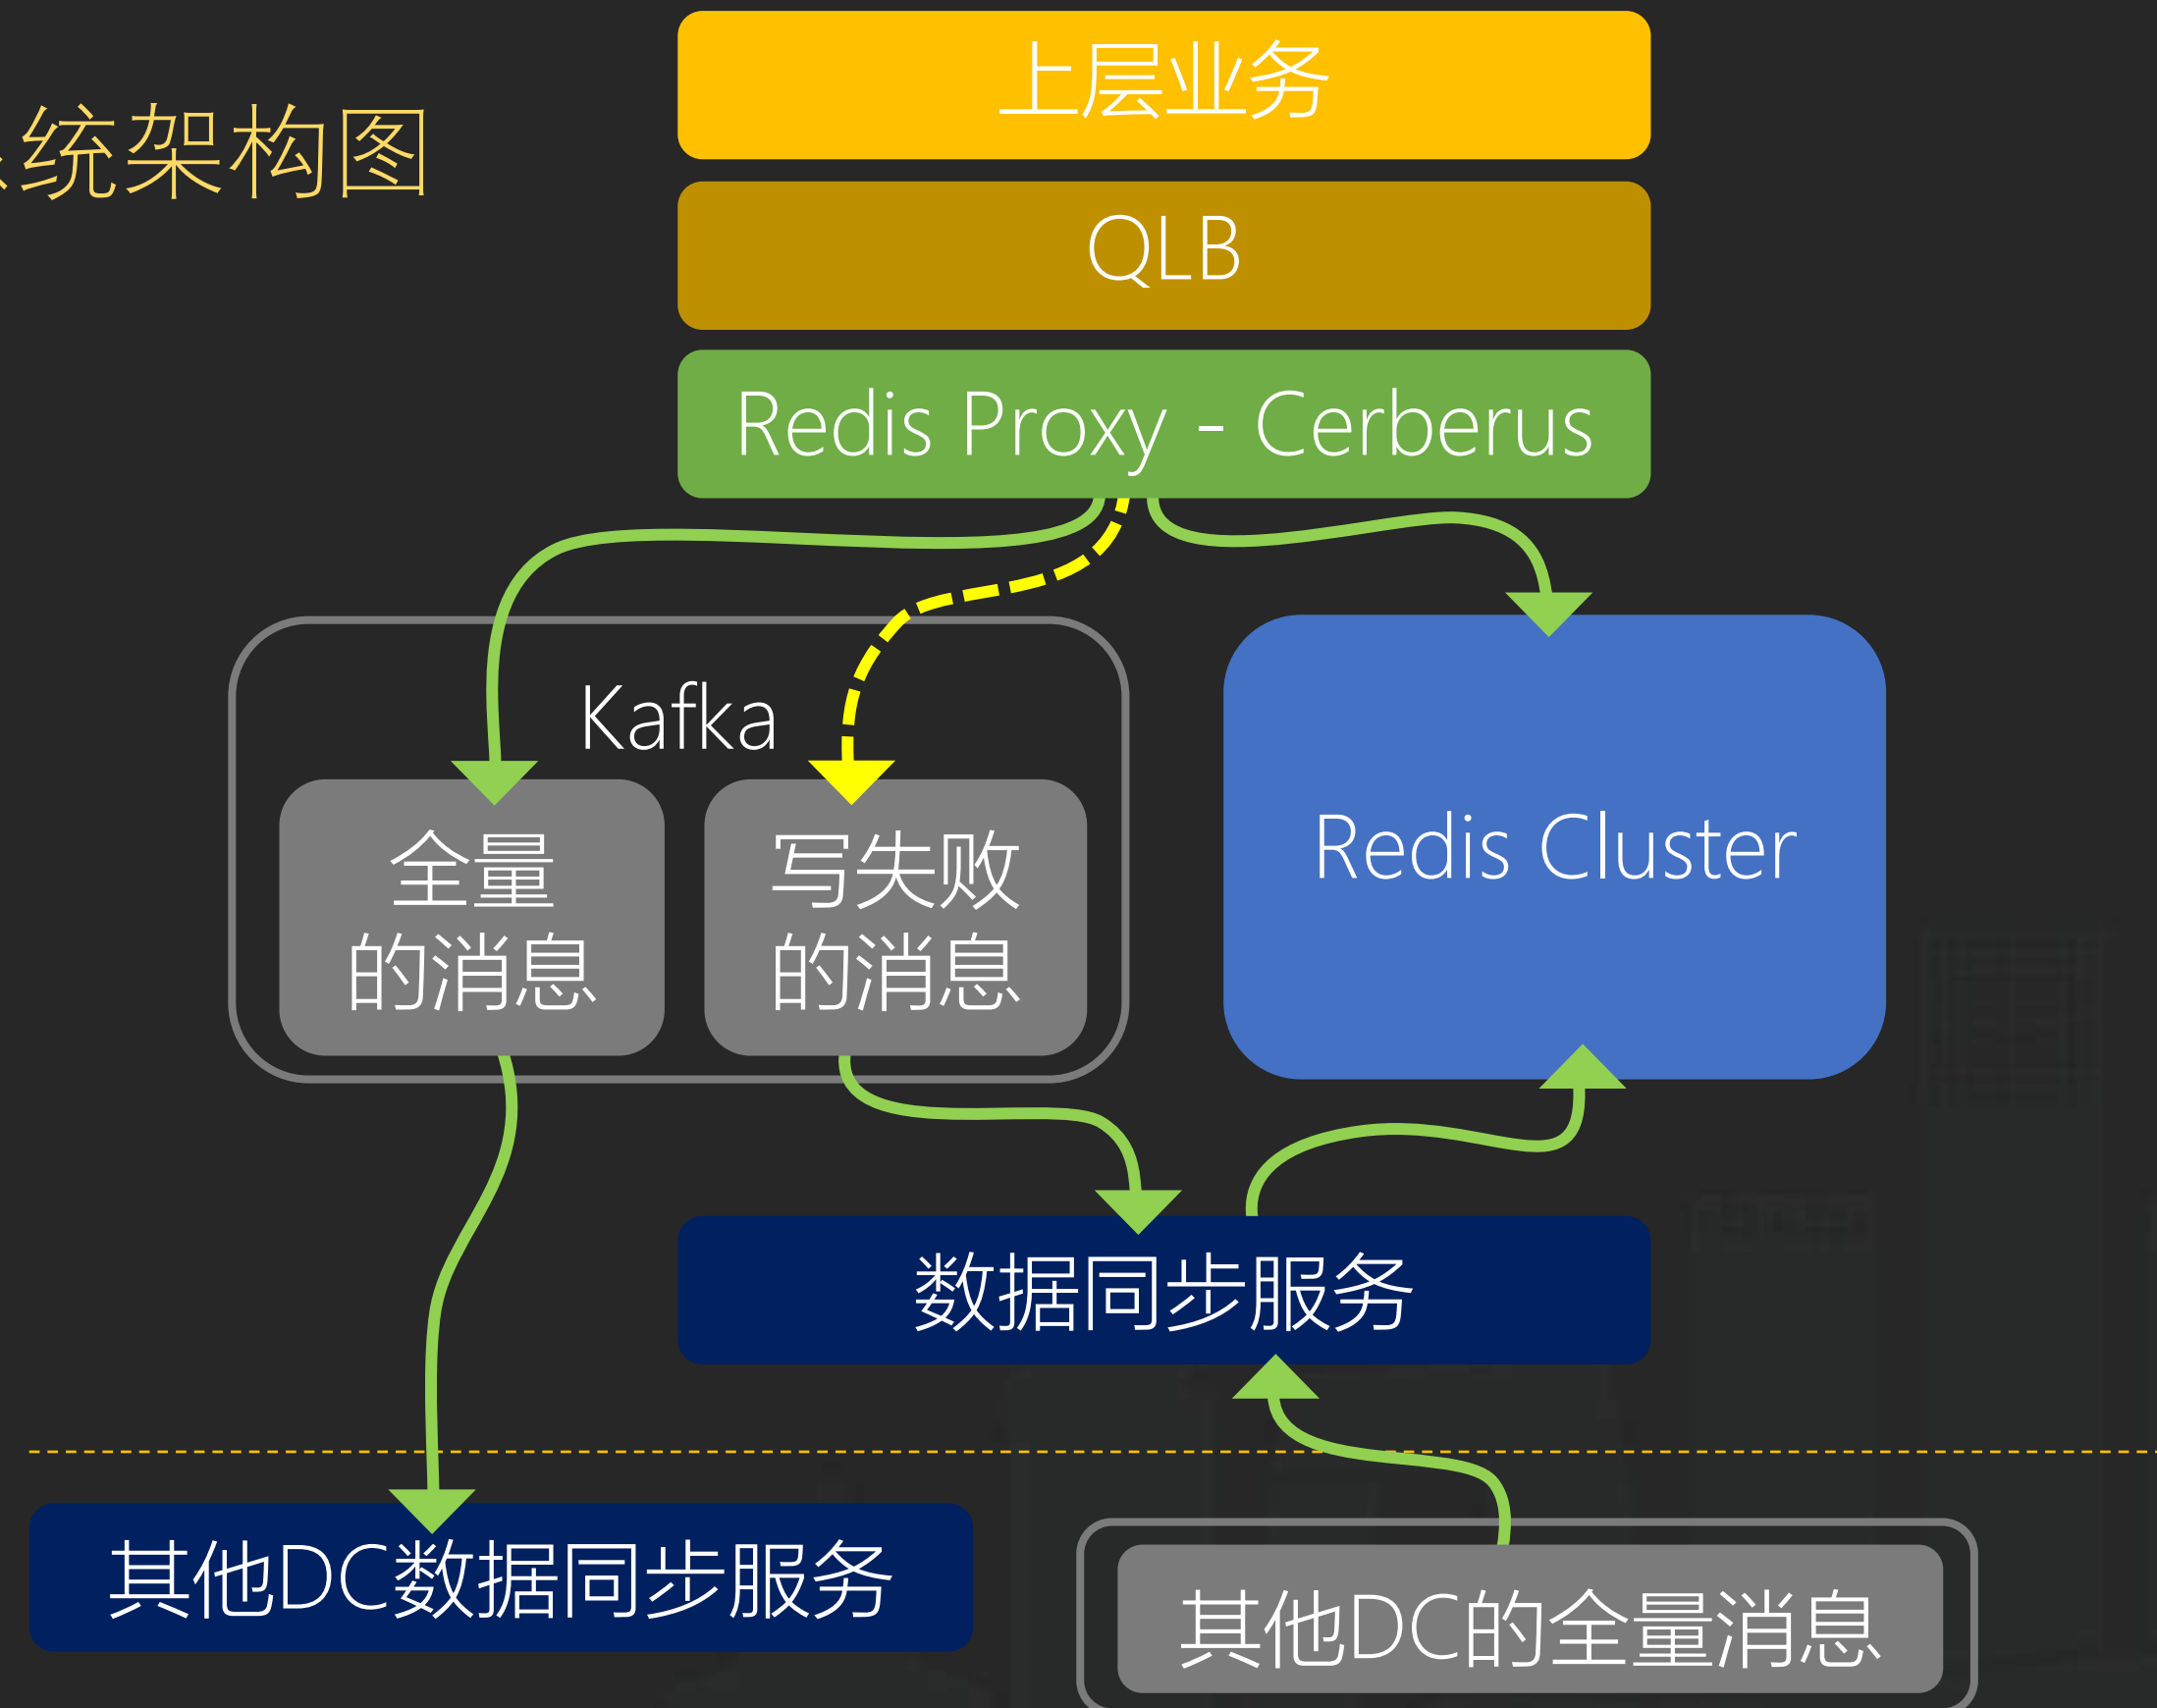 统架构图
上层业务
QLB
Redis Proxy - Cerberus
Kafka
全量
的消息
写失败
的消息
Redis Cluster
数据同步服务
其他DC数据同步服务
其他DC的全量消息